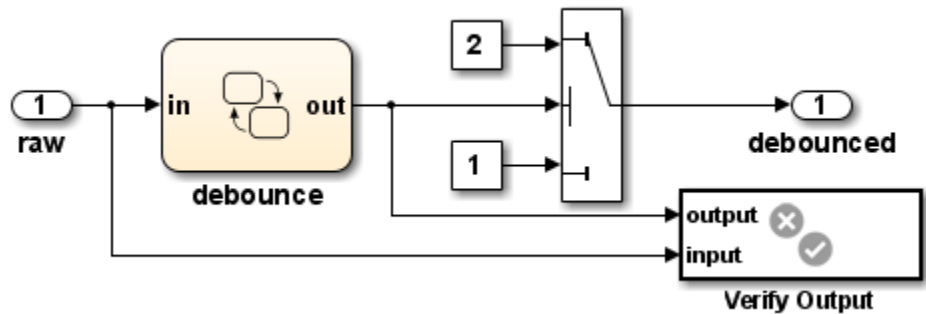 1
raw
in
out
debounce
2
1
1
debounced
output
input
Verify Output